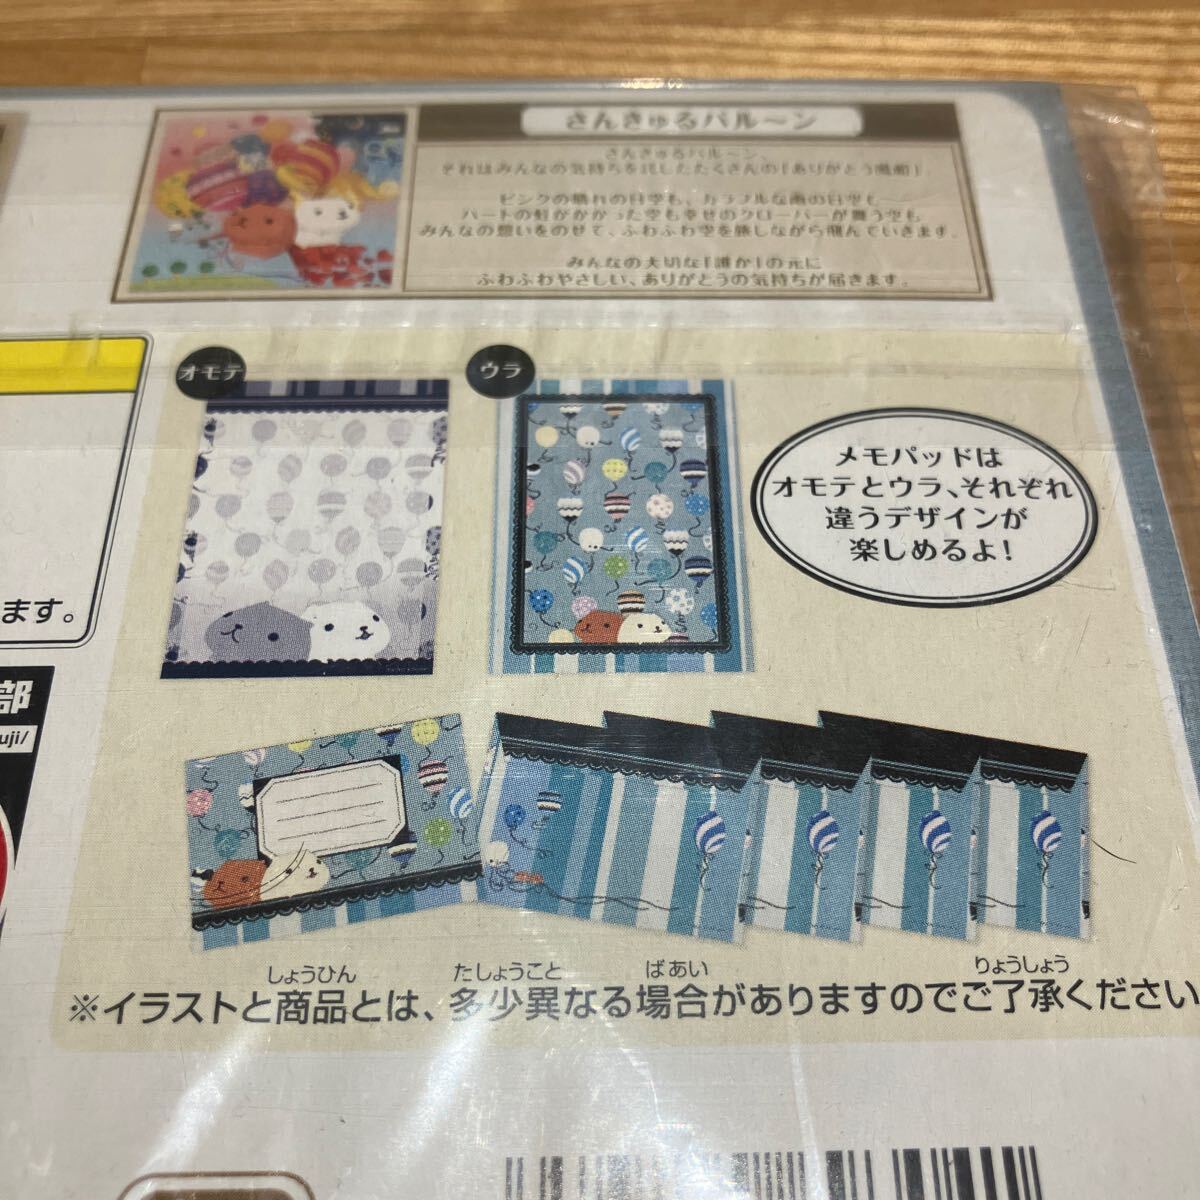 さんきゅるバル〜ン
さんきゅるバル〜ン、
それはみんなの気持ちを託したたくさんの「ありがとう風船」。
ピンクの晴れの日空も、カラフルな雨の日空も〜
ハートの虹がかかった空も幸せのクローバーが舞う空も
みんなの想いをのせて、ふわふわ空を旅しながら飛んでいきます。
みんなの大切な「誰か」の元に
ふわふわやさしい、ありがとうの気持ちが届きます。
オモテ
ウラ
メモパッドは
オモテとウラ、それぞれ
違うデザインが
楽しめるよ!
ます。
部
uji/
しょうひん たしょうこと ばあい りょうしょう
※イラストと商品とは、多少異なる場合がありますのでご了承ください